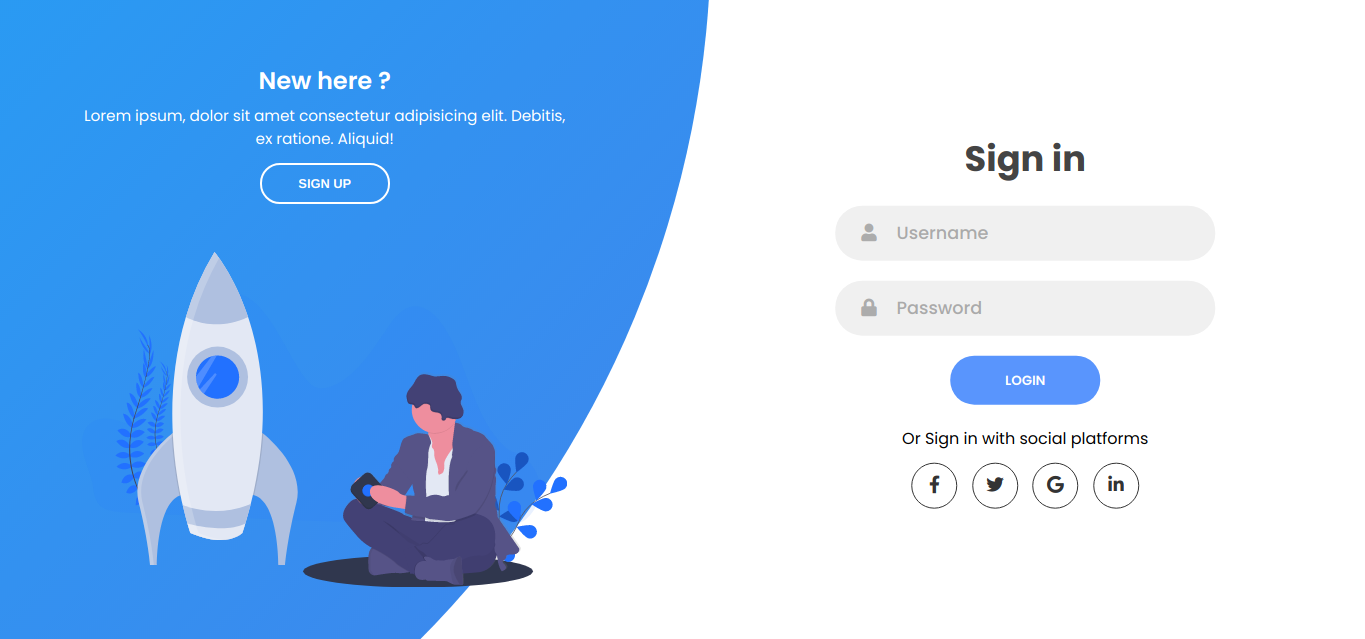 New here ?
Lorem ipsum, dolor sit amet consectetur adipisicing elit. Debitis,
ex ratione. Aliquid!
SIGN UP
Sign in
Username
Password
LOGIN
Or Sign in with social platforms